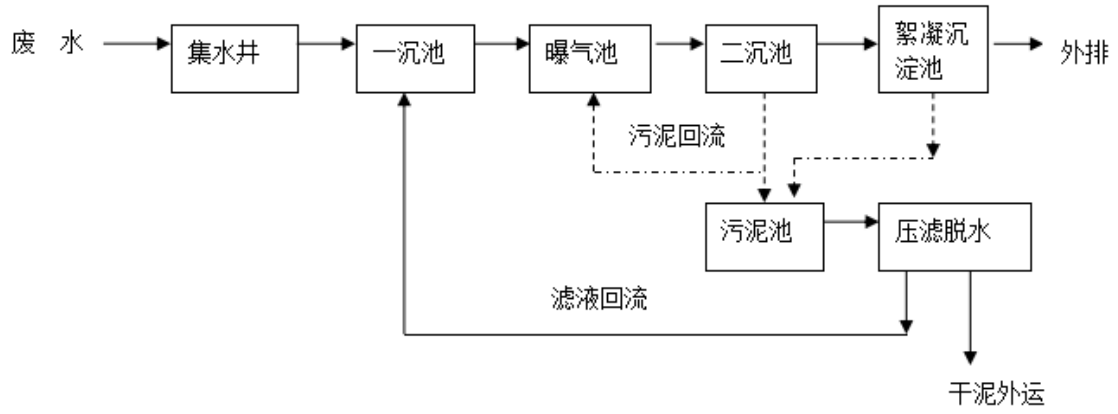 废 水
集水井
一沉池
曝气池
二沉池
絮凝沉
淀池
外排
污泥回流
污泥池
压滤脱水
滤液回流
干泥外运